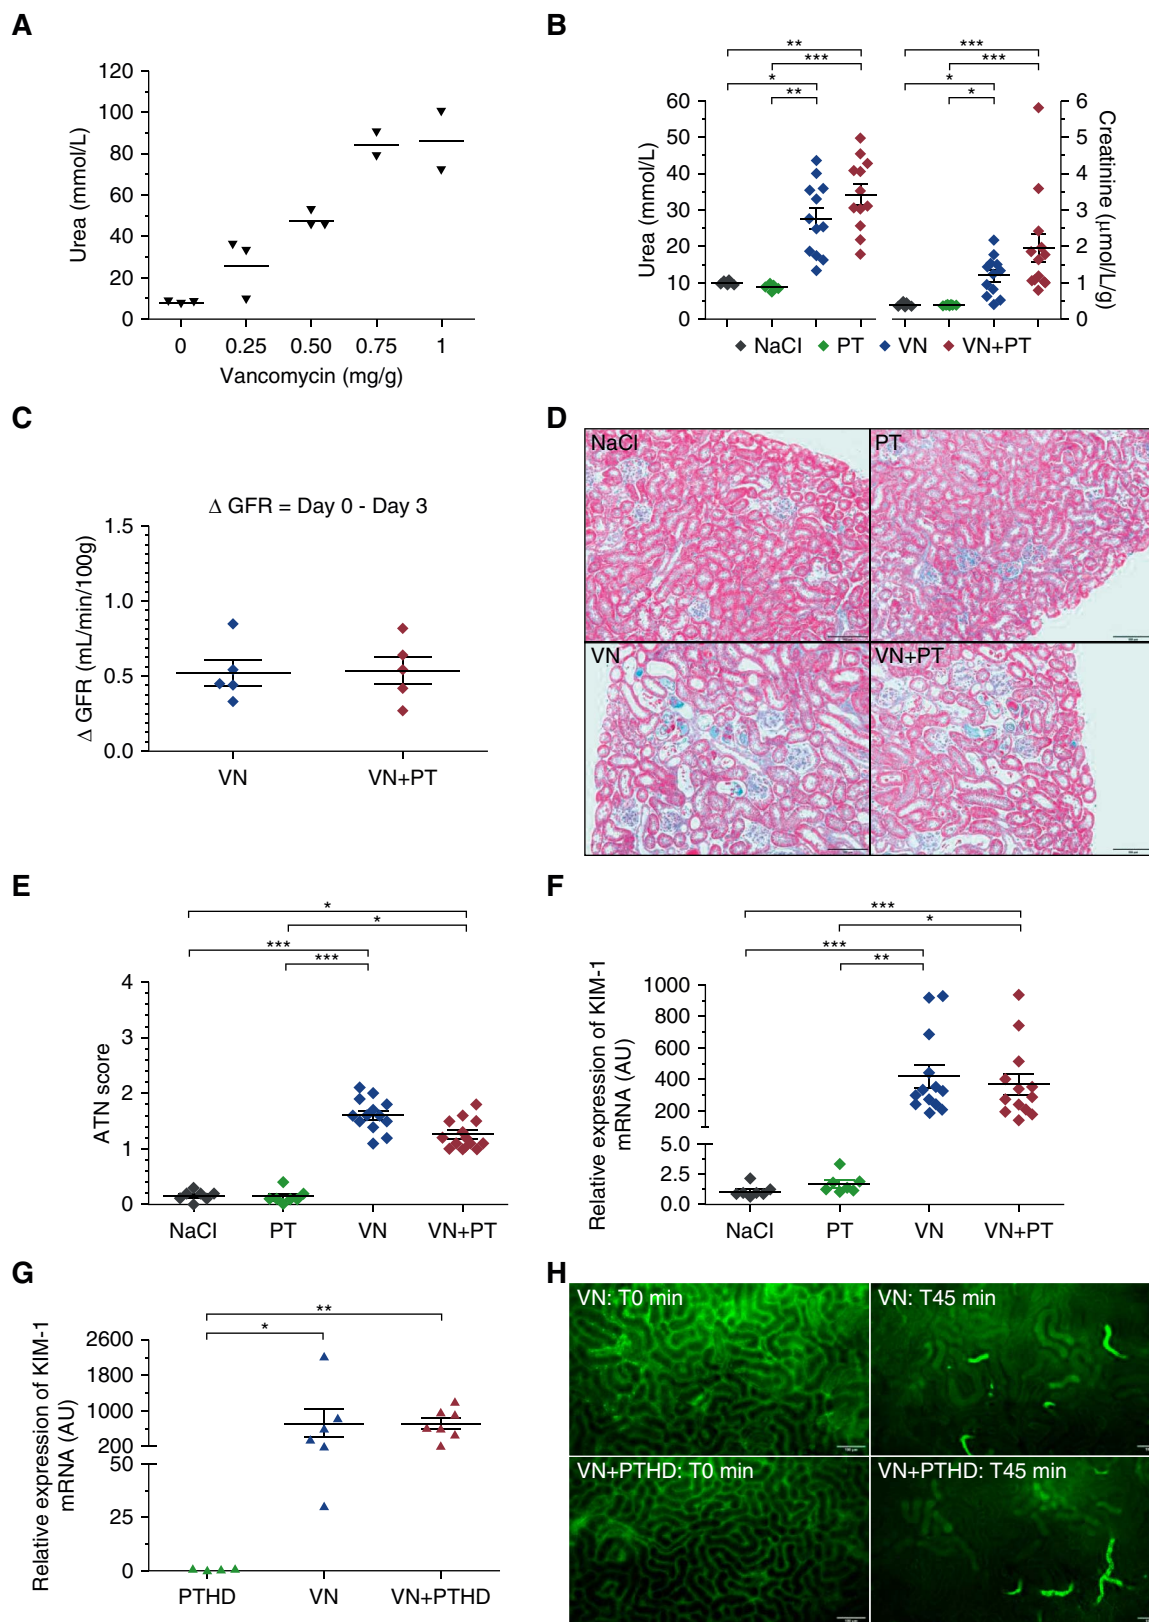 A
120
100
80
60
40
20
0
Urea (mmol/L)
0 0.25 0.50 0.75 1
Vancomycin (mg/g)
B
** ***
*** ***
* *
** *
60
50
40
30
20
10
0
Urea (mmol/L)
6
5
4
3
2
1
0
Creatinine (μmol/L/g)
NaCl PT VN VN+PT
C
Δ GFR = Day 0 - Day 3
1.5
1.0
0.5
0.0
Δ GFR (mL/min/100g)
VN VN+PT
D
NaCl PT
VN VN+PT
E
*
*
***
***
4
3
2
1
0
ATN score
NaCl PT VN VN+PT
F
***
*
***
**
1000
800
600
400
200
5.0
2.5
0.0
Relative expression of KIM-1
mRNA (AU)
NaCl PT VN VN+PT
G
**
*
2600
1800
1000
200
50
25
0
Relative expression of KIM-1
mRNA (AU)
PTHD VN VN+PTHD
H
VN: T0 min VN: T45 min
VN+PTHD: T0 min VN+PTHD: T45 min